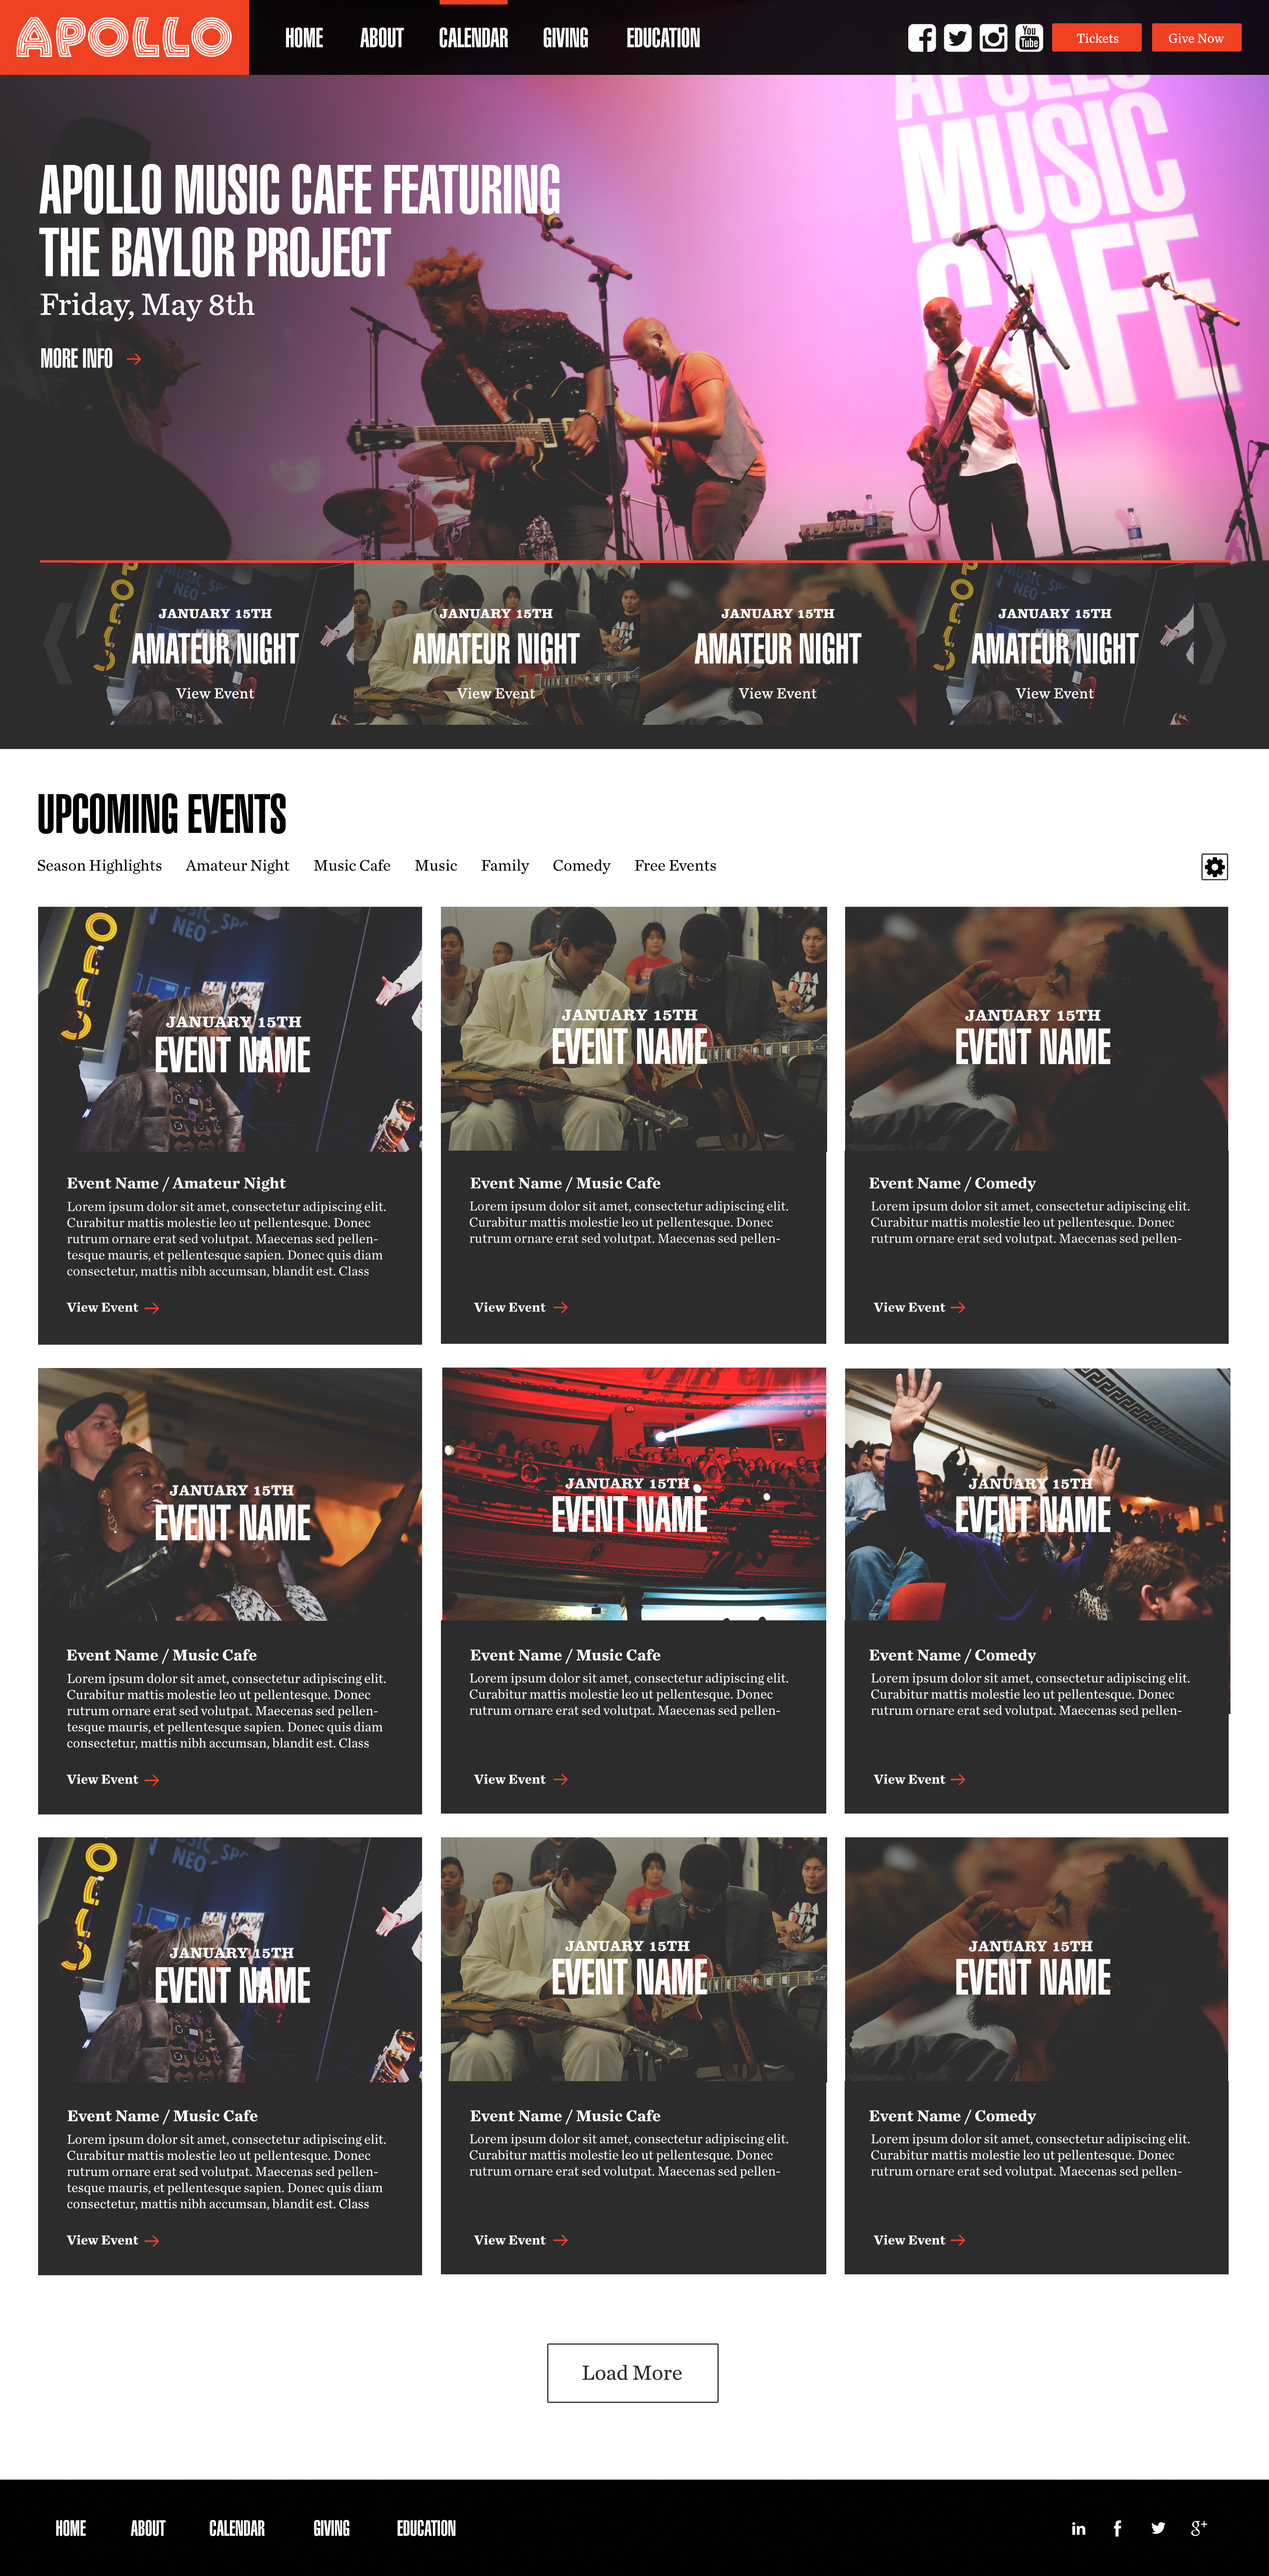 APOLLO
HOME ABOUT CALENDAR GIVING EDUCATION
You
Tube
Tickets Give Now
APOLLO
MUSIC
CAFE
APOLLO MUSIC CAFE FEATURING
THE BAYLOR PROJECT
Friday, May 8th
MORE INFO
JANUARY 15TH
AMATEUR NIGHT
View Event
JANUARY 15TH
AMATEUR NIGHT
View Event
JANUARY 15TH
AMATEUR NIGHT
View Event
JANUARY 15TH
AMATEUR NIGHT
View Event
UPCOMING EVENTS
Season Highlights Amateur Night Music Cafe Music Family Comedy Free Events
JANUARY 15TH
EVENT NAME
Event Name / Amateur Night
Lorem ipsum dolor sit amet, consectetur adipiscing elit.
Curabitur mattis molestie leo ut pellentesque. Donec
rutrum ornare erat sed volutpat. Maecenas sed pellen-
tesque mauris, et pellentesque sapien. Donec quis diam
consectetur, mattis nibh accumsan, blandit est. Class
View Event
JANUARY 15TH
EVENT NAME
Event Name / Music Cafe
Lorem ipsum dolor sit amet, consectetur adipiscing elit.
Curabitur mattis molestie leo ut pellentesque. Donec
rutrum ornare erat sed volutpat. Maecenas sed pellen-
View Event
JANUARY 15TH
EVENT NAME
Event Name / Comedy
Lorem ipsum dolor sit amet, consectetur adipiscing elit.
Curabitur mattis molestie leo ut pellentesque. Donec
rutrum ornare erat sed volutpat. Maecenas sed pellen-
View Event
JANUARY 15TH
EVENT NAME
Event Name / Music Cafe
Lorem ipsum dolor sit amet, consectetur adipiscing elit.
Curabitur mattis molestie leo ut pellentesque. Donec
rutrum ornare erat sed volutpat. Maecenas sed pellen-
tesque mauris, et pellentesque sapien. Donec quis diam
consectetur, mattis nibh accumsan, blandit est. Class
View Event
JANUARY 15TH
EVENT NAME
Event Name / Music Cafe
Lorem ipsum dolor sit amet, consectetur adipiscing elit.
Curabitur mattis molestie leo ut pellentesque. Donec
rutrum ornare erat sed volutpat. Maecenas sed pellen-
View Event
JANUARY 15TH
EVENT NAME
Event Name / Comedy
Lorem ipsum dolor sit amet, consectetur adipiscing elit.
Curabitur mattis molestie leo ut pellentesque. Donec
rutrum ornare erat sed volutpat. Maecenas sed pellen-
View Event
JANUARY 15TH
EVENT NAME
Event Name / Music Cafe
Lorem ipsum dolor sit amet, consectetur adipiscing elit.
Curabitur mattis molestie leo ut pellentesque. Donec
rutrum ornare erat sed volutpat. Maecenas sed pellen-
tesque mauris, et pellentesque sapien. Donec quis diam
consectetur, mattis nibh accumsan, blandit est. Class
View Event
JANUARY 15TH
EVENT NAME
Event Name / Music Cafe
Lorem ipsum dolor sit amet, consectetur adipiscing elit.
Curabitur mattis molestie leo ut pellentesque. Donec
rutrum ornare erat sed volutpat. Maecenas sed pellen-
View Event
JANUARY 15TH
EVENT NAME
Event Name / Comedy
Lorem ipsum dolor sit amet, consectetur adipiscing elit.
Curabitur mattis molestie leo ut pellentesque. Donec
rutrum ornare erat sed volutpat. Maecenas sed pellen-
View Event
Load More
HOME ABOUT CALENDAR GIVING EDUCATION
in f g+